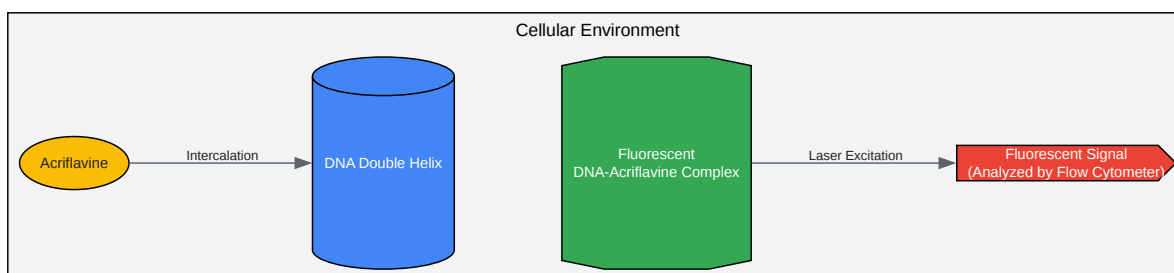 Cellular Environment
Acriflavine
Intercalation
DNA Double Helix
Fluorescent
DNA-Acriflavine Complex
Laser Excitation
Fluorescent Signal
(Analyzed by Flow Cytometer)